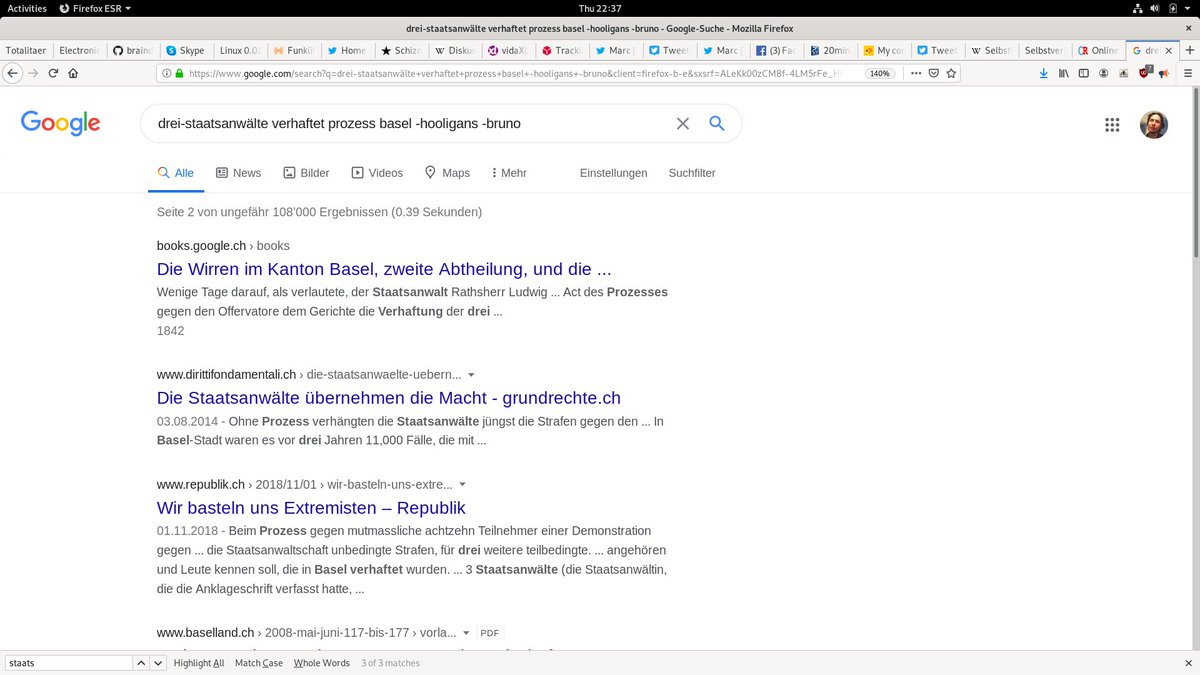 Activities Firefox ESR Thu 22:37
drei-staatsanwälte verhaftet prozess basel -hooligans -bruno - Google-Suche - Mozilla Firefox
Totalitaer Electronic braind Skype Linux 0.01 Funkill Home Schizo Diskus vidaXL Tracki Marc ( Tweet Marc ( (3) Fac 20min My co Tweet Selbst Selbstver Online drei
https://www.google.com/search?q=drei-staatsanwälte+verhaftet+prozess+basel+-hooligans+-bruno&client=firefox-b-e&sxsrf=ALeKk00zCM8f-4LM5rFe_H 140%
Google
drei-staatsanwälte verhaftet prozess basel -hooligans -bruno
Alle News Bilder Videos Maps Mehr Einstellungen Suchfilter
Seite 2 von ungefähr 108'000 Ergebnissen (0.39 Sekunden)
books.google.ch › books
Die Wirren im Kanton Basel, zweite Abtheilung, und die ...
Wenige Tage darauf, als verlautete, der Staatsanwalt Rathsherr Ludwig ... Act des Prozesses
gegen den Offervatore dem Gerichte die Verhaftung der drei ...
1842
www.dirittifondamentali.ch › die-staatsanwaelte-uebern...
Die Staatsanwälte übernehmen die Macht - grundrechte.ch
03.08.2014 - Ohne Prozess verhängten die Staatsanwälte jüngst die Strafen gegen den ... In
Basel-Stadt waren es vor drei Jahren 11,000 Fälle, die mit ...
www.republik.ch › 2018/11/01 › wir-basteln-uns-extre...
Wir basteln uns Extremisten – Republik
01.11.2018 - Beim Prozess gegen mutmassliche achtzehn Teilnehmer einer Demonstration
gegen ... die Staatsanwaltschaft unbedingte Strafen, für drei weitere teilbedingte. ... angehören
und Leute kennen soll, die in Basel verhaftet wurden. ... 3 Staatsanwälte (die Staatsanwältin,
die die Anklageschrift verfasst hatte, ...
www.baselland.ch › 2008-mai-juni-117-bis-177 › vorla... PDF
staats Highlight All Match Case Whole Words 3 of 3 matches